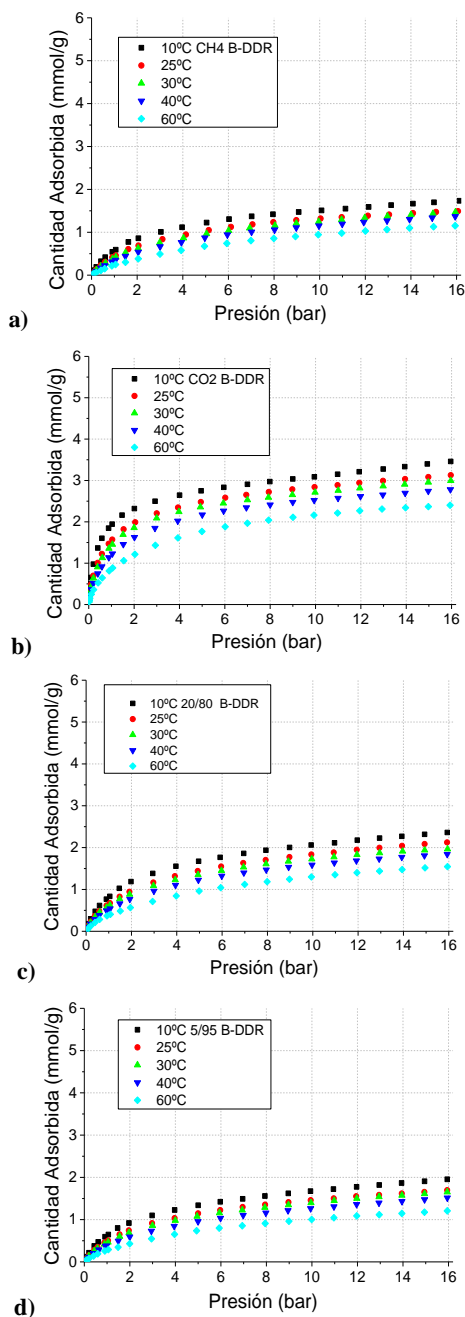 6
5
4
3
2
1
0
Cantidad Adsorbida (mmol/g)
10ºC CH4 B-DDR
25ºC
30ºC
40ºC
60ºC
0 2 4 6 8 10 12 14 16
Presión (bar)
a)
6
5
4
3
2
1
0
Cantidad Adsorbida (mmol/g)
10ºC CO2 B-DDR
25ºC
30ºC
40ºC
60ºC
0 2 4 6 8 10 12 14 16
Presión (bar)
b)
6
5
4
3
2
1
0
Cantidad Adsorbida (mmol/g)
10ºC 20/80 B-DDR
25ºC
30ºC
40ºC
60ºC
0 2 4 6 8 10 12 14 16
Presión (bar)
c)
6
5
4
3
2
1
0
Cantidad Adsorbida (mmol/g)
10ºC 5/95 B-DDR
25ºC
30ºC
40ºC
60ºC
0 2 4 6 8 10 12 14 16
Presión (bar)
d)